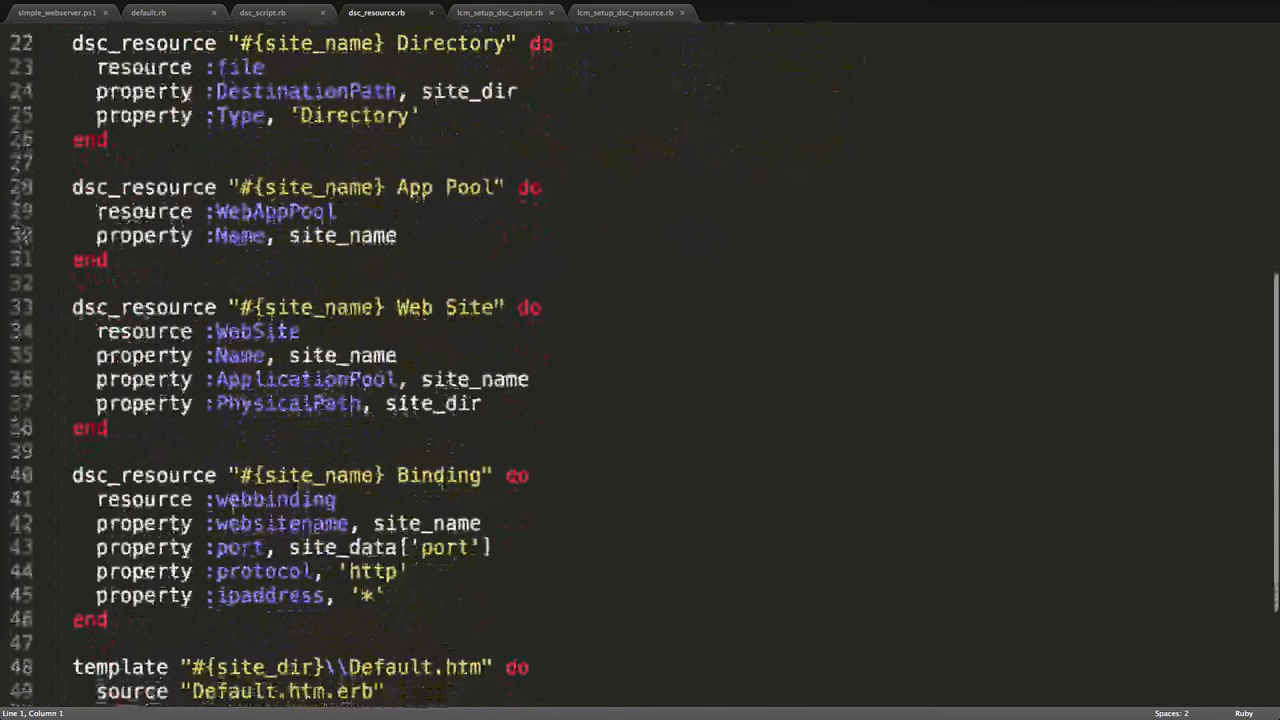 simple_webserver.ps1 × default.rb × dsc_script.rb × dsc_resource.rb × lcm_setup_dsc_script.rb × lcm_setup_dsc_resource.rb ×
22 dsc_resource "#{site_name} Directory" do
23 resource :file
24 property :DestinationPath, site_dir
25 property :Type, 'Directory'
26 end
27
28 dsc_resource "#{site_name} App Pool" do
29 resource :WebAppPool
30 property :Name, site_name
31 end
32
33 dsc_resource "#{site_name} Web Site" do
34 resource :WebSite
35 property :Name, site_name
36 property :ApplicationPool, site_name
37 property :PhysicalPath, site_dir
38 end
39
40 dsc_resource "#{site_name} Binding" do
41 resource :webbinding
42 property :websitename, site_name
43 property :port, site_data['port']
44 property :protocol, 'http'
45 property :ipaddress, '*'
46 end
47
48 template "#{site_dir}\\Default.htm" do
49 source "Default.htm.erb"
Line 1, Column 1 Spaces: 2 Ruby